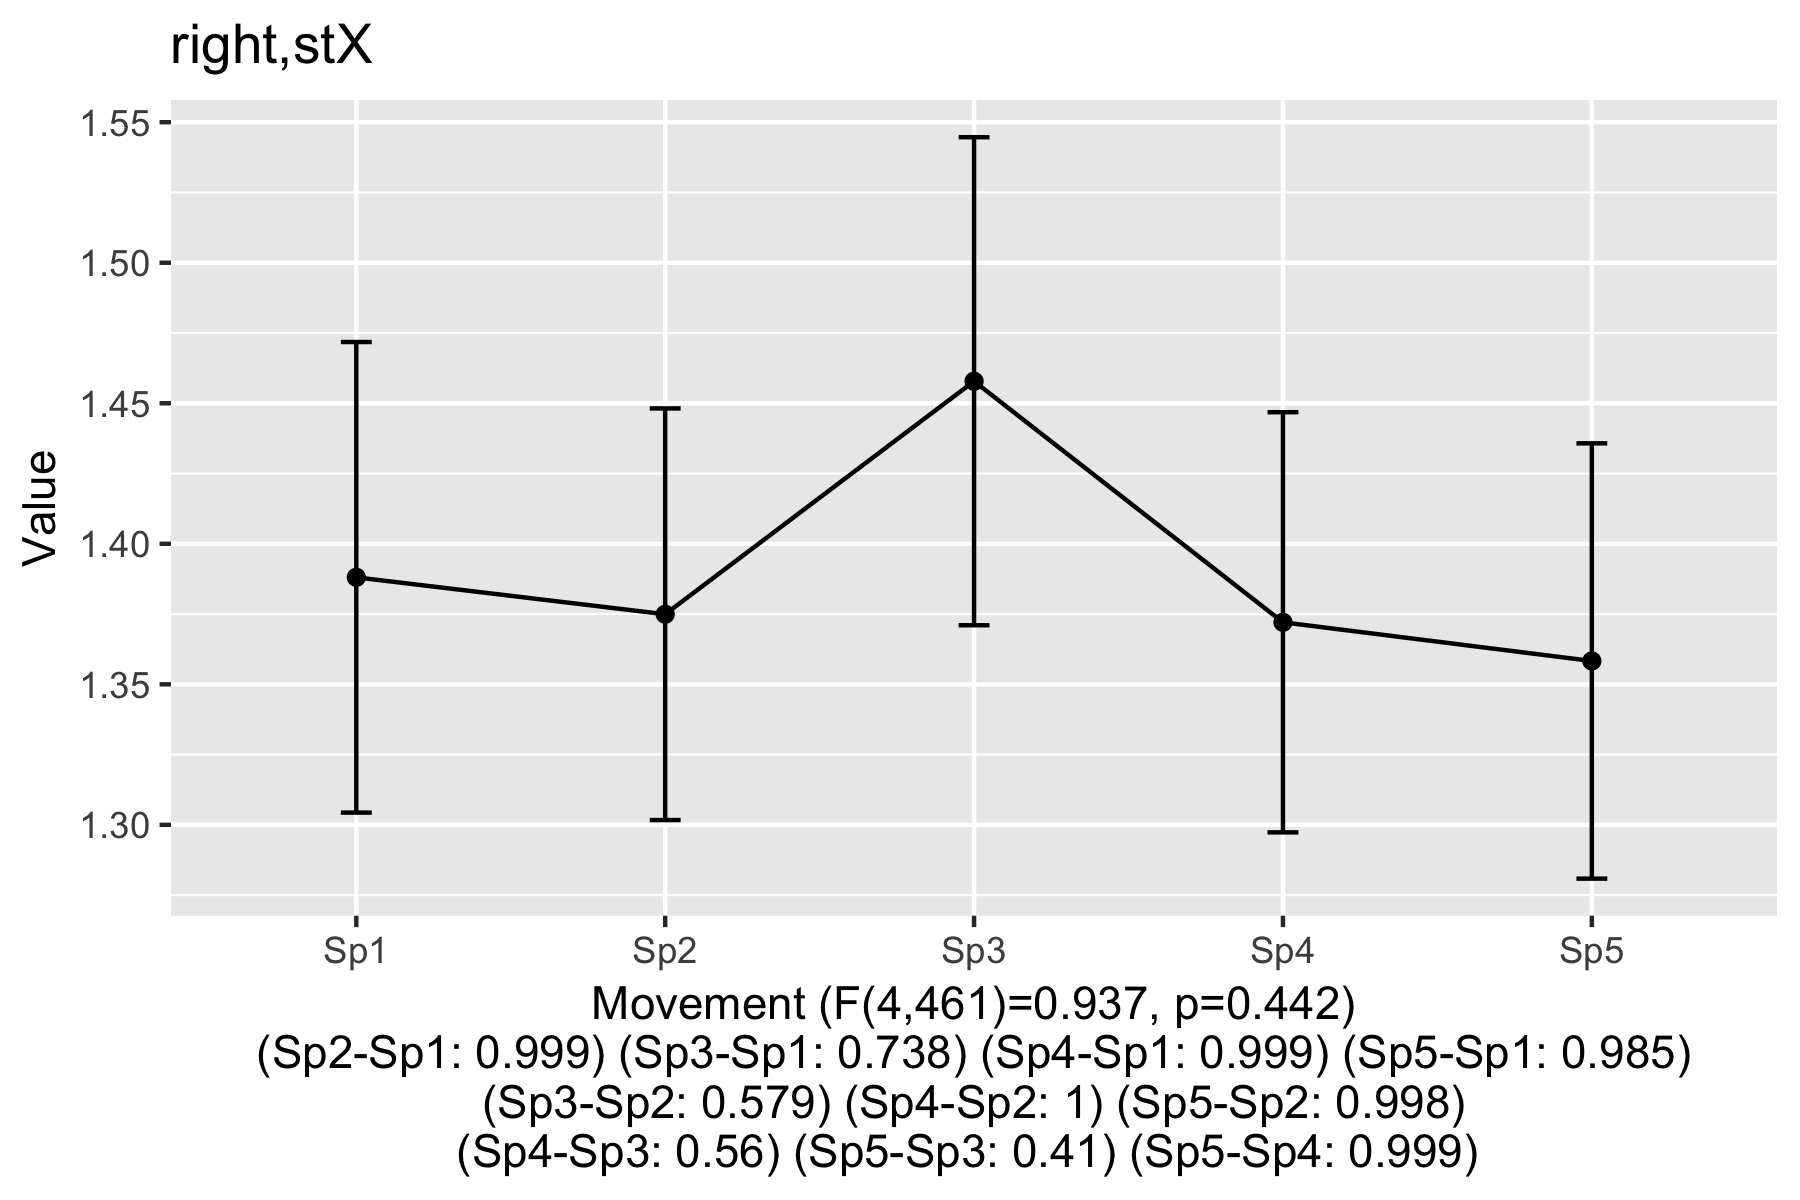 right,stX
1.55
1.50
1.45
1.40
1.35
1.30
Value
Sp1 Sp2 Sp3 Sp4 Sp5
Movement (F(4,461)=0.937, p=0.442)
(Sp2-Sp1: 0.999) (Sp3-Sp1: 0.738) (Sp4-Sp1: 0.999) (Sp5-Sp1: 0.985)
(Sp3-Sp2: 0.579) (Sp4-Sp2: 1) (Sp5-Sp2: 0.998)
(Sp4-Sp3: 0.56) (Sp5-Sp3: 0.41) (Sp5-Sp4: 0.999)